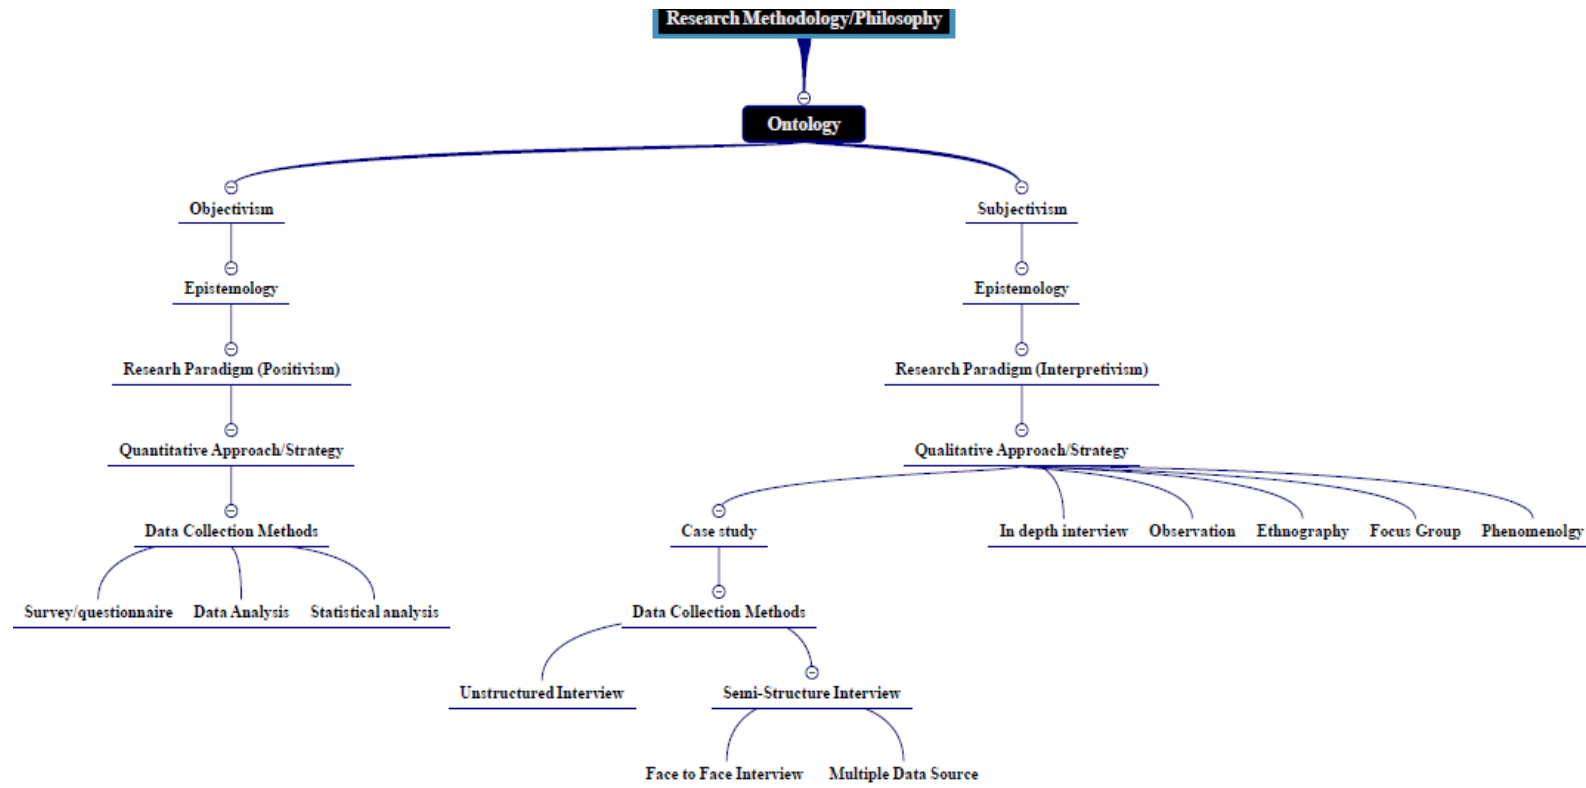 Research Methodology/Philosophy
Ontology
Objectivism
Subjectivism
Epistemology
Epistemology
Researh Paradigm (Positivism)
Research Paradigm (Interpretivism)
Quantitative Approach/Strategy
Qualitative Approach/Strategy
Data Collection Methods
Case study
In depth interview
Observation
Ethnography
Focus Group
Phenomenolgy
Survey/questionnaire
Data Analysis
Statistical analysis
Data Collection Methods
Unstructured Interview
Semi-Structure Interview
Face to Face Interview
Multiple Data Source